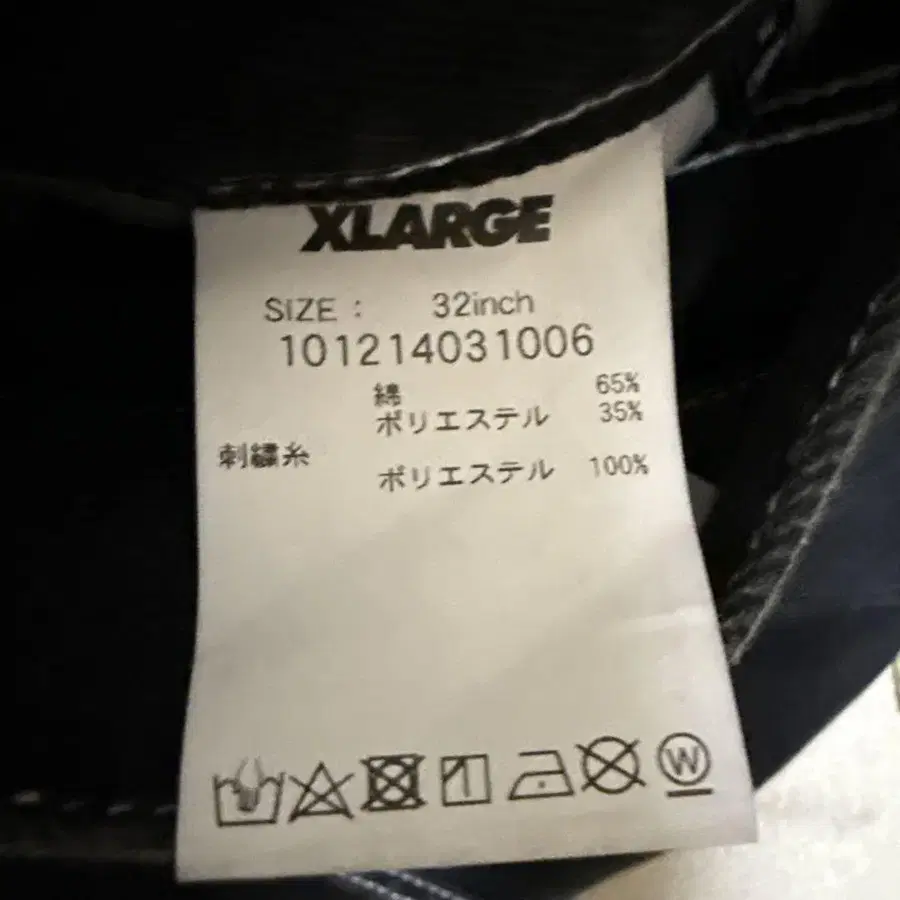 XLARGE
SIZE : 32inch
101214031006
綿 65%
ポリエステル 35%
刺繍糸
ポリエステル 100%
W